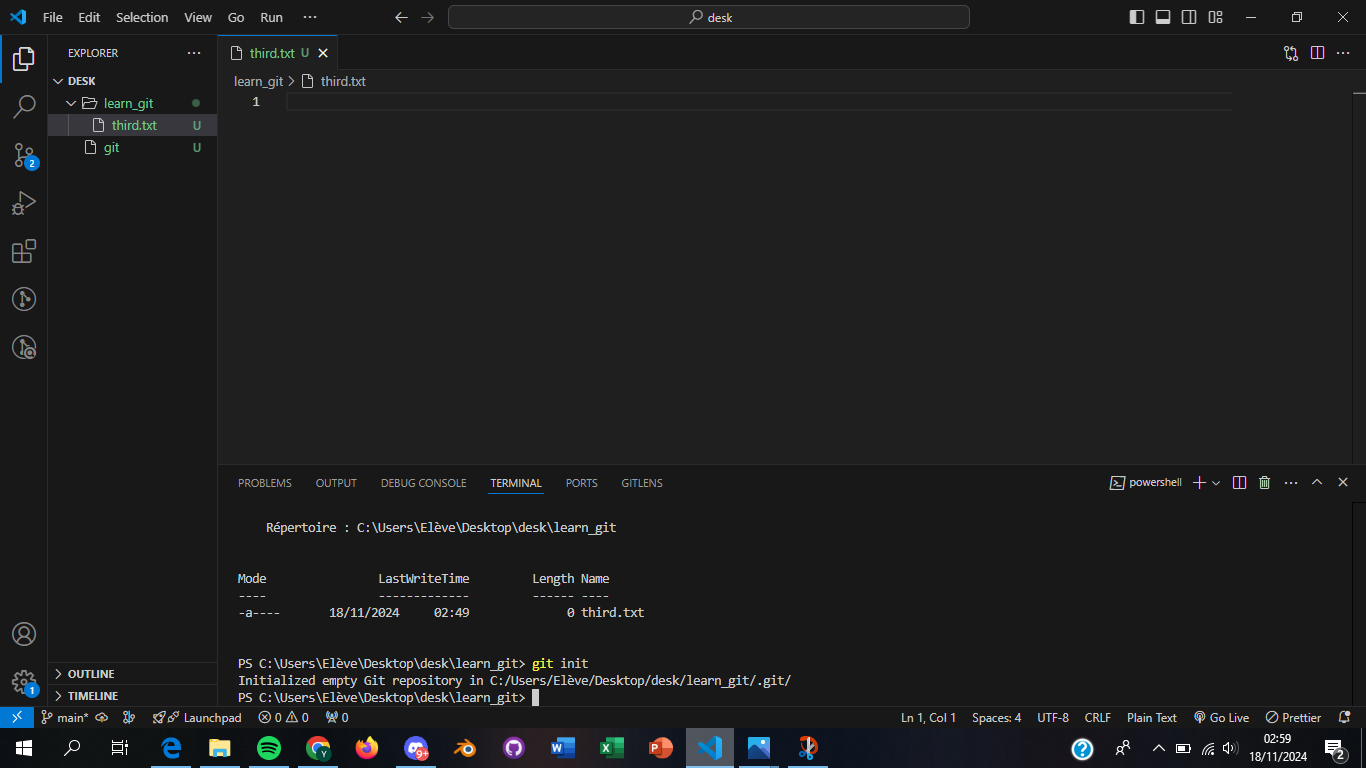 File Edit Selection View Go Run ··· desk
EXPLORER
DESK
learn_git
third.txt U
git U
OUTLINE
TIMELINE
third.txt U
learn_git > third.txt
1
PROBLEMS OUTPUT DEBUG CONSOLE TERMINAL PORTS GITLENS powershell
Répertoire : C:\Users\Elève\Desktop\desk\learn_git
Mode LastWriteTime Length Name
---- ------------- ------ ----
-a---- 18/11/2024 02:49 0 third.txt
PS C:\Users\Elève\Desktop\desk\learn_git> git init
Initialized empty Git repository in C:/Users/Elève/Desktop/desk/learn_git/.git/
PS C:\Users\Elève\Desktop\desk\learn_git>
2
1
main* Launchpad 0 0 0 Ln 1, Col 1 Spaces: 4 UTF-8 CRLF Plain Text Go Live Prettier
9+ 02:59
18/11/2024 2